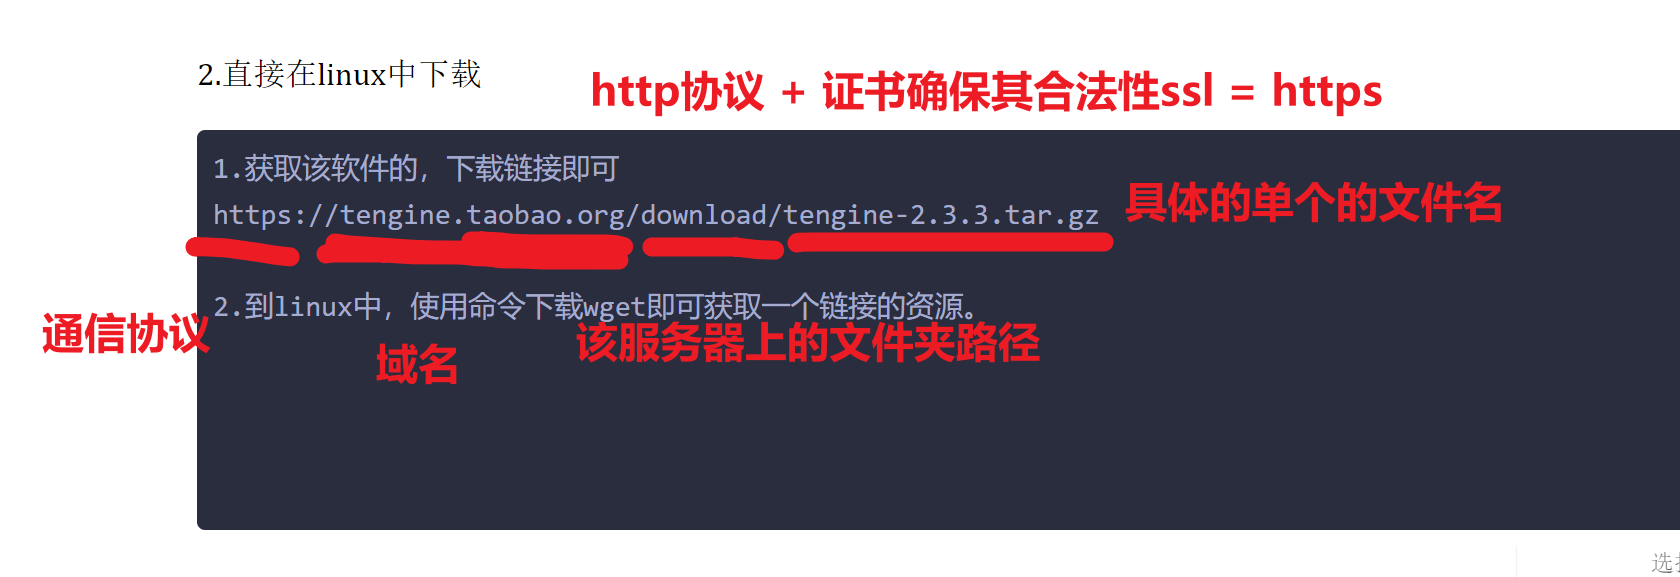 2.直接在linux中下载
http协议 + 证书确保其合法性ssl = https
1.获取该软件的，下载链接即可
https://tengine.taobao.org/download/tengine-2.3.3.tar.gz
具体的单个的文件名
2.到linux中，使用命令下载wget即可获取一个链接的资源。
通信协议
域名
该服务器上的文件夹路径